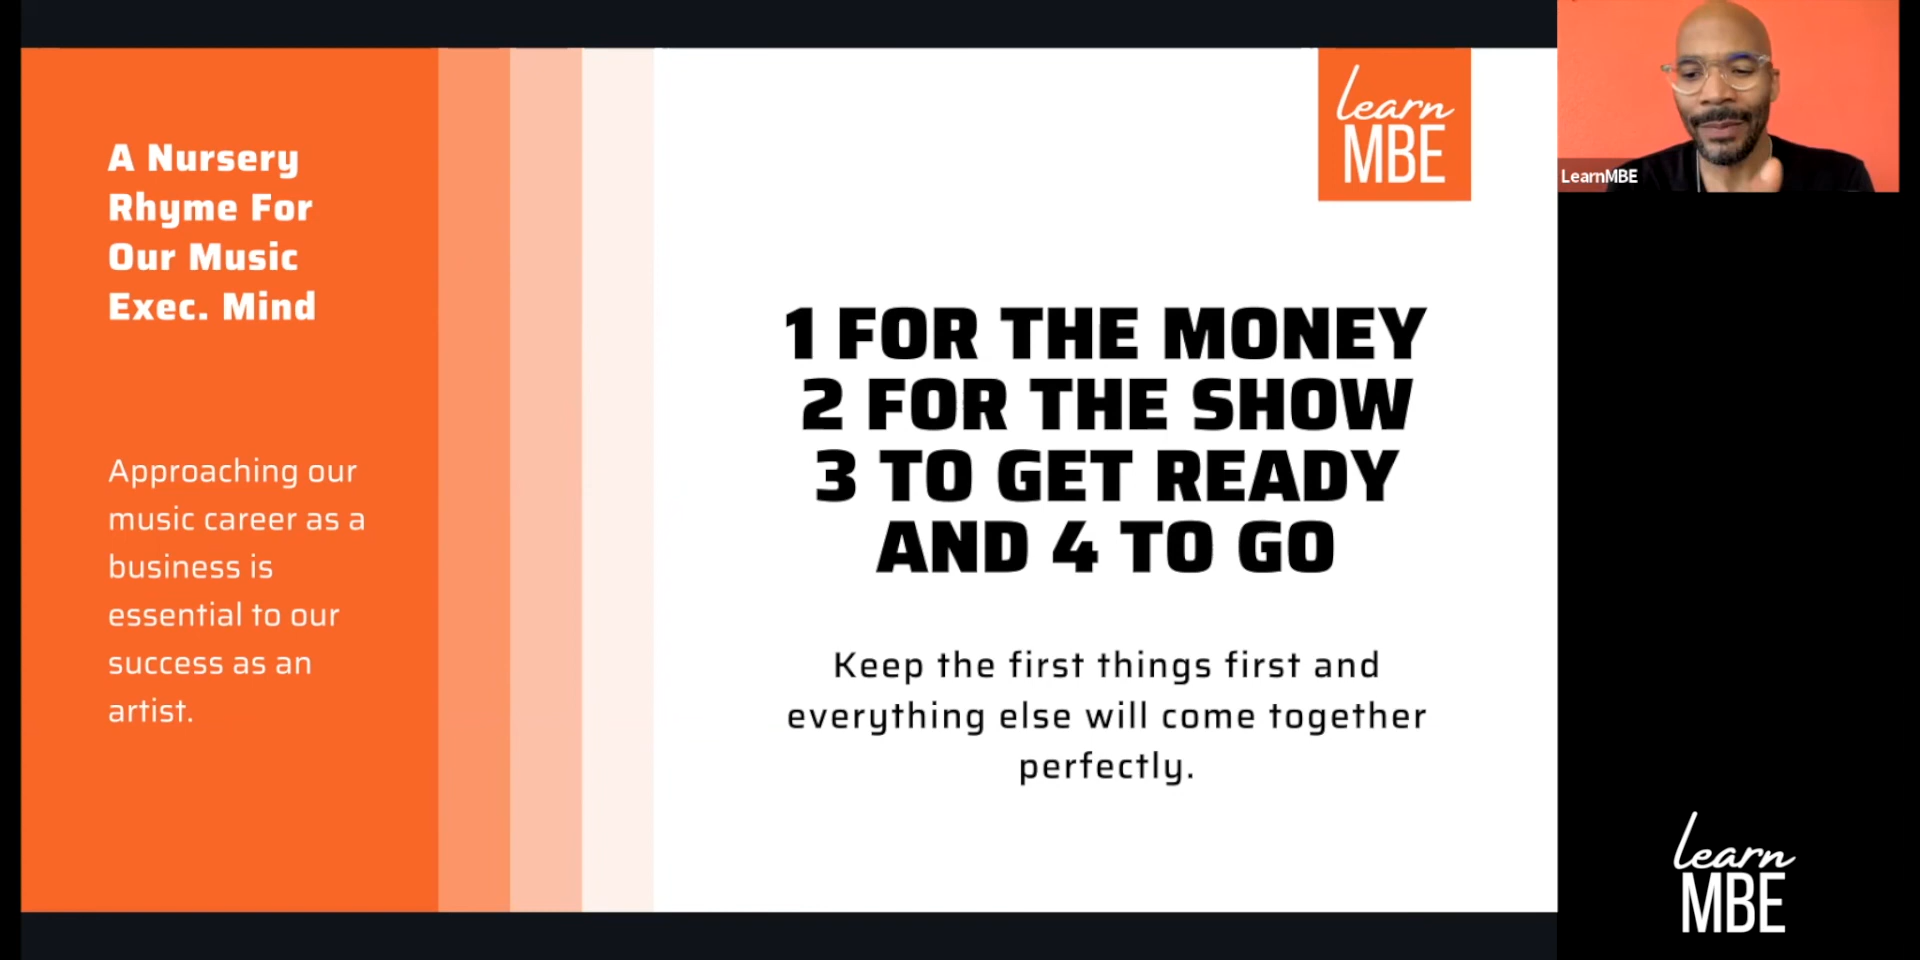 A Nursery
Rhyme For
Our Music
Exec. Mind
Approaching our
music career as a
business is
essential to our
success as an
artist.
learn
MBE
1 FOR THE MONEY
2 FOR THE SHOW
3 TO GET READY
AND 4 TO GO
Keep the first things first and
everything else will come together
perfectly.
LearnMBE
learn
MBE